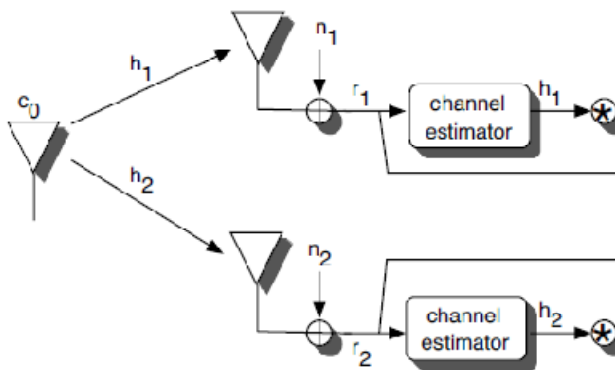 n1
h1
r1
channel
estimator
h1
*
c0
h2
n2
r2
channel
estimator
h2
*